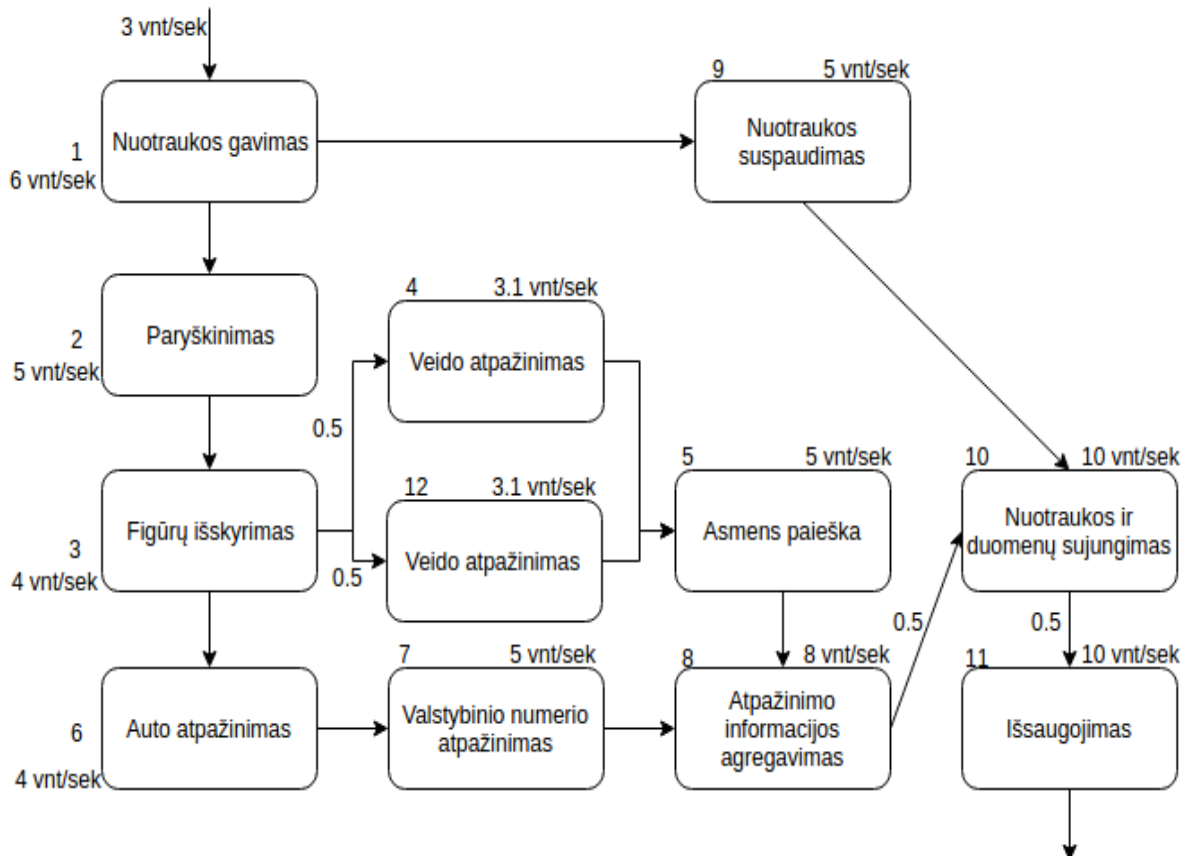 3 vnt/sek
Nuotraukos gavimas
1
6 vnt/sek
9
5 vnt/sek
Nuotraukos
suspaudimas
Paryškinimas
2
5 vnt/sek
4
3.1 vnt/sek
Veido atpažinimas
0.5
12
3.1 vnt/sek
Veido atpažinimas
0.5
Figūrų išskyrimas
3
4 vnt/sek
5
5 vnt/sek
Asmens paieška
10
10 vnt/sek
Nuotraukos ir
duomenų sujungimas
0.5
0.5
Auto atpažinimas
6
4 vnt/sek
7
5 vnt/sek
Valstybinio numerio
atpažinimas
8
8 vnt/sek
Atpažinimo
informacijos
agregavimas
11
10 vnt/sek
Išsaugojimas